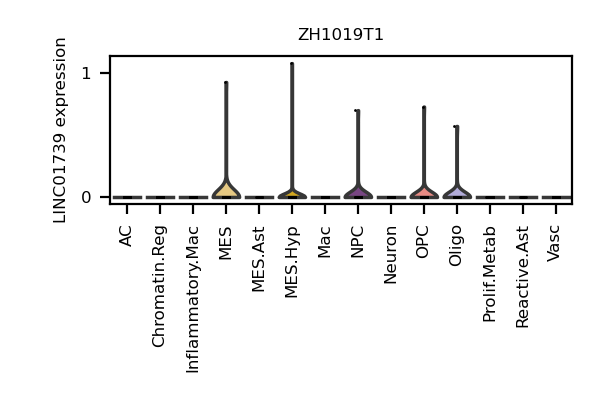 ZH1019T1
LINC01739 expression
1
0
AC
Chromatin.Reg
Inflammatory.Mac
MES
MES.Ast
MES.Hyp
Mac
NPC
Neuron
OPC
Oligo
Prolif.Metab
Reactive.Ast
Vasc